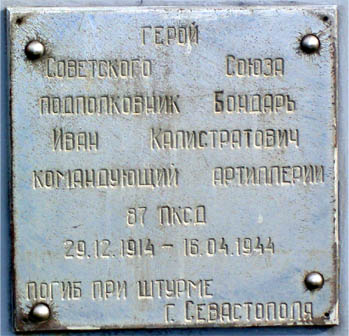 ГЕРОЙ
СОВЕТСКОГО СОЮЗА
ПОДПОЛКОВНИК БОНДАРЬ
ИВАН КАЛИСТРАТОВИЧ
КОМАНДУЮЩИЙ АРТИЛЛЕРИИ
87 ГКСД
29.12.1914 – 16.04.1944
ПОГИБ ПРИ ШТУРМЕ
Г. СЕВАСТОПОЛЯ